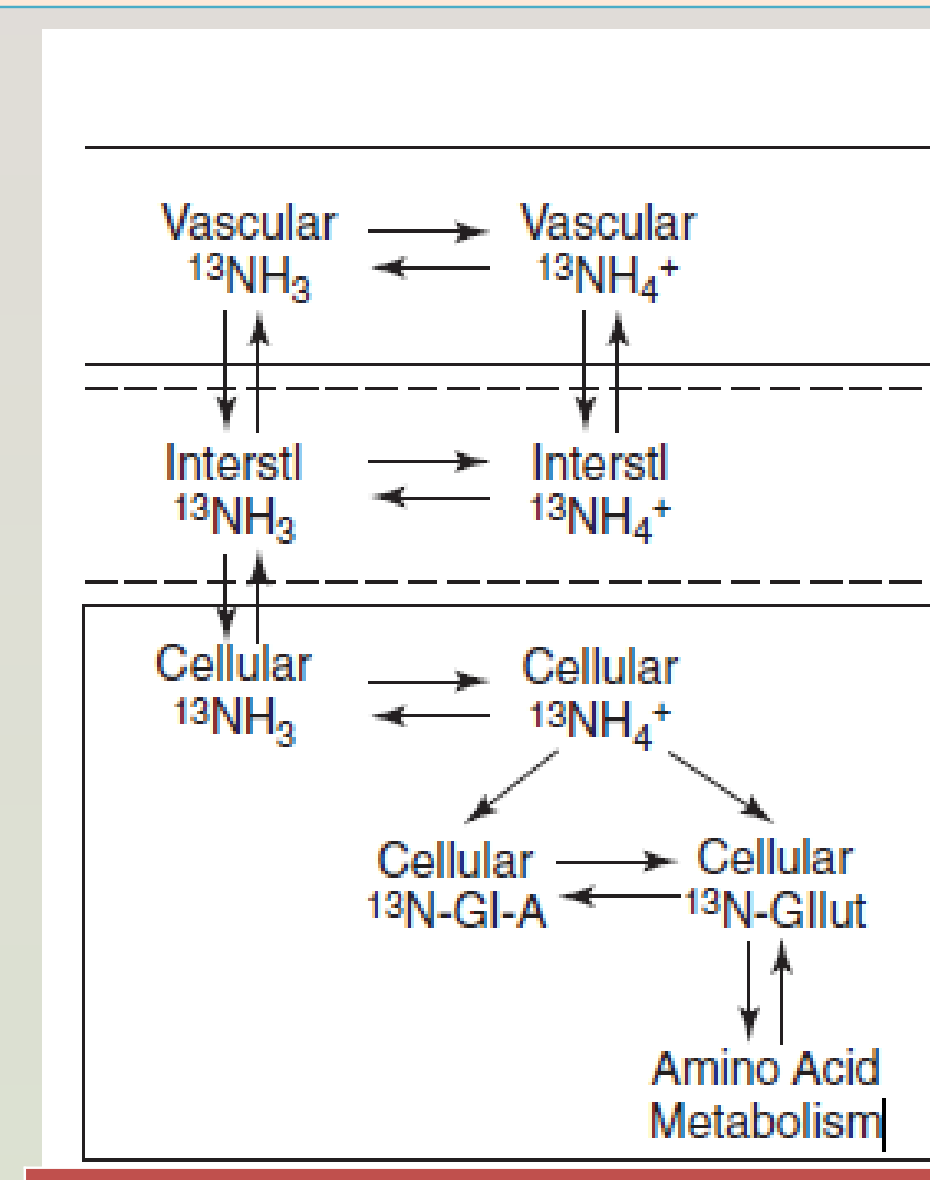 Vascular Vascular
¹³NH₃ ¹³NH₄⁺
Interstl Interstl
¹³NH₃ ¹³NH₄⁺
Cellular Cellular
¹³NH₃ ¹³NH₄⁺
Cellular Cellular
¹³N-Gl-A ¹³N-Gllut
Amino Acid
Metabolism